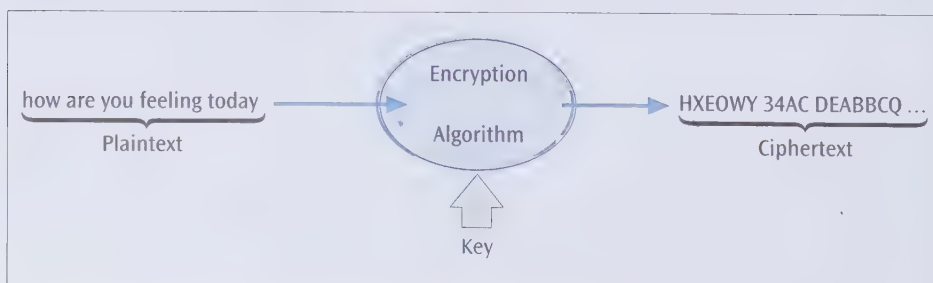 Encryption
how are you feeling today
HXEOWY 34AC DEABBCQ ...
Algorithm
Plaintext
Ciphertext
Key